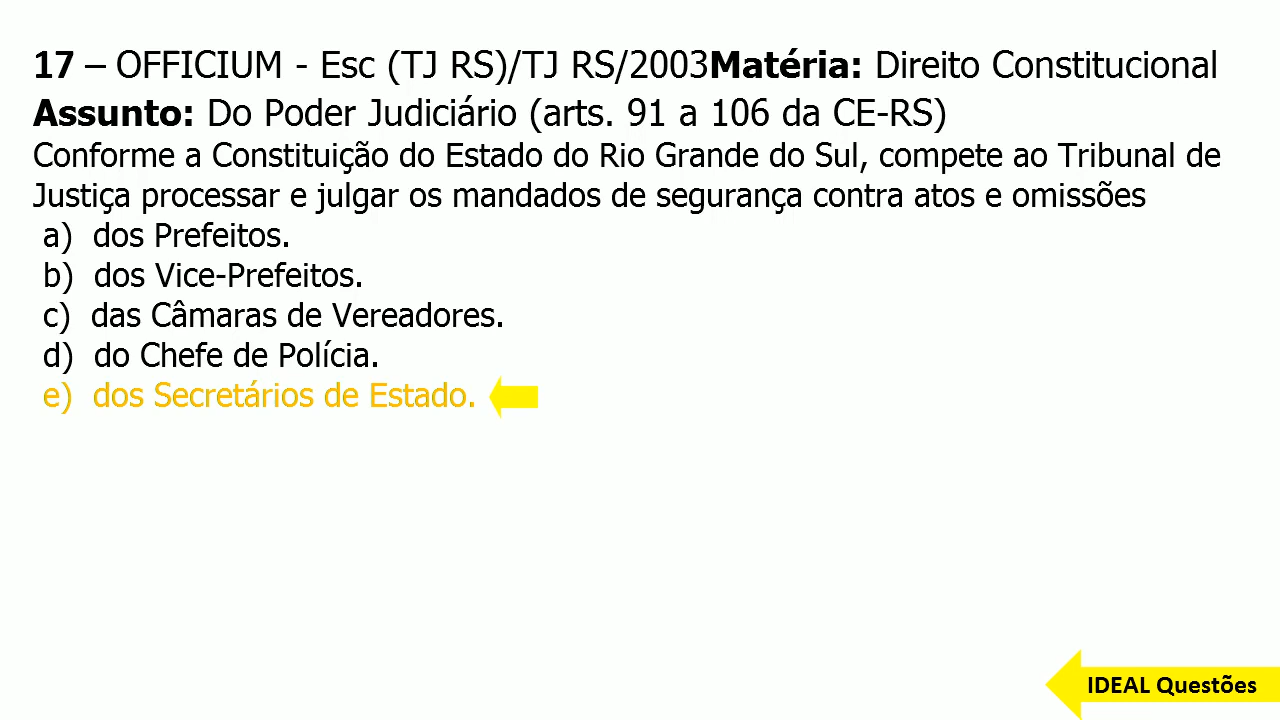 17 – OFFICIUM - Esc (TJ RS)/TJ RS/2003Matéria: Direito Constitucional
Assunto: Do Poder Judiciário (arts. 91 a 106 da CE-RS)
Conforme a Constituição do Estado do Rio Grande do Sul, compete ao Tribunal de
Justiça processar e julgar os mandados de segurança contra atos e omissões
a) dos Prefeitos.
b) dos Vice-Prefeitos.
c) das Câmaras de Vereadores.
d) do Chefe de Polícia.
e) dos Secretários de Estado.
IDEAL Questões